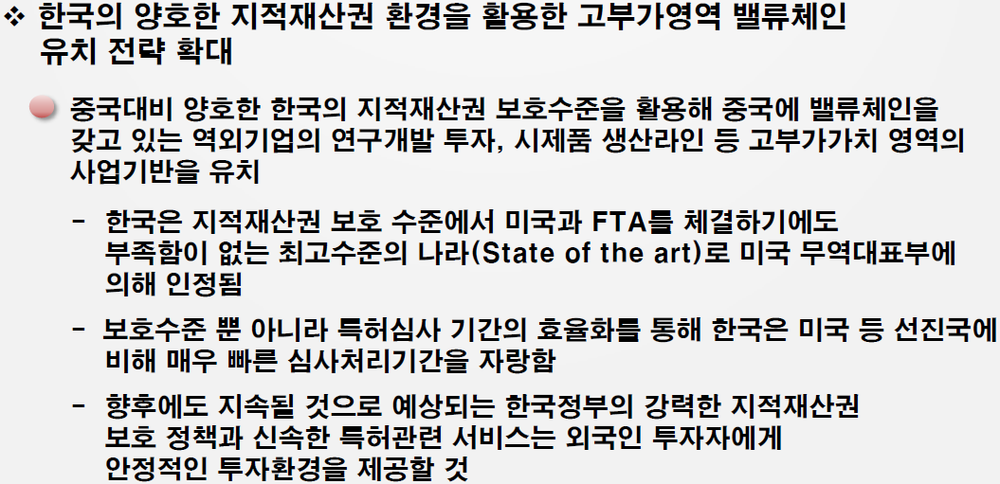 ❖ 한국의 양호한 지적재산권 환경을 활용한 고부가영역 밸류체인
유치 전략 확대
중국대비 양호한 한국의 지적재산권 보호수준을 활용해 중국에 밸류체인을
갖고 있는 역외기업의 연구개발 투자, 시제품 생산라인 등 고부가가치 영역의
사업기반을 유치
- 한국은 지적재산권 보호 수준에서 미국과 FTA를 체결하기에도
부족함이 없는 최고수준의 나라(State of the art)로 미국 무역대표부에
의해 인정됨
- 보호수준 뿐 아니라 특허심사 기간의 효율화를 통해 한국은 미국 등 선진국에
비해 매우 빠른 심사처리기간을 자랑함
- 향후에도 지속될 것으로 예상되는 한국정부의 강력한 지적재산권
보호 정책과 신속한 특허관련 서비스는 외국인 투자자에게
안정적인 투자환경을 제공할 것